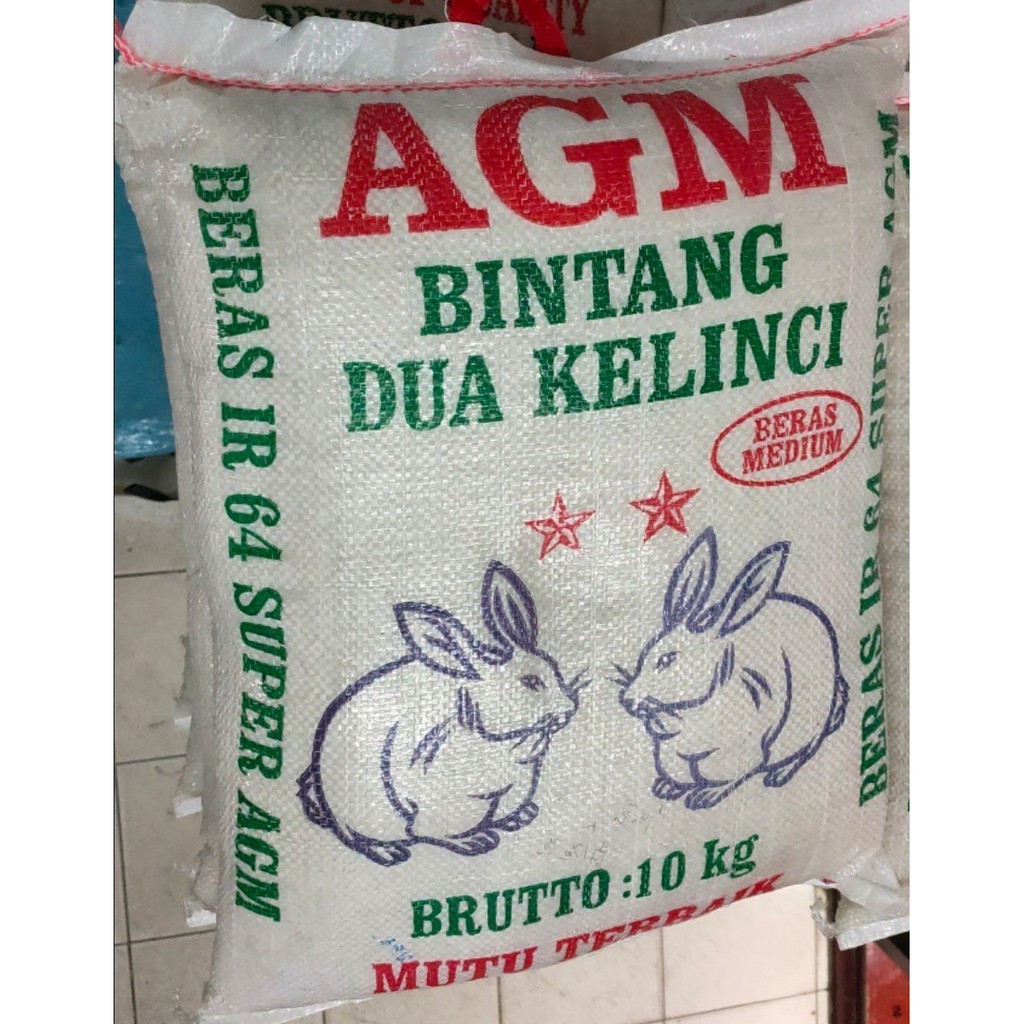 AGM
BINTANG
DUA KELINCI
BERAS
MEDIUM
BERAS IR 64 SUPER AGM
BERAS IR 64 SUPER AGM
BRUTTO :10 kg
MUTU TERBAIK